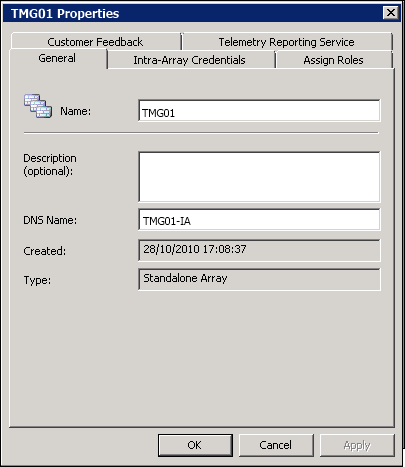 TMG01 Properties
Customer Feedback
Telemetry Reporting Service
General
Intra-Array Credentials
Assign Roles
Name:
TMG01
Description
(optional):
DNS Name:
TMG01-IA
Created:
28/10/2010 17:08:37
Type:
Standalone Array
OK
Cancel
Apply